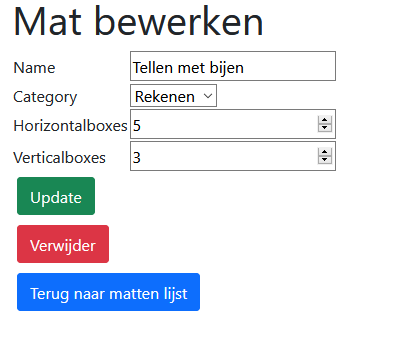 Mat bewerken
Name Tellen met bijen
Category Rekenen
Horizontalboxes 5
Verticalboxes 3
Update
Verwijder
Terug naar matten lijst